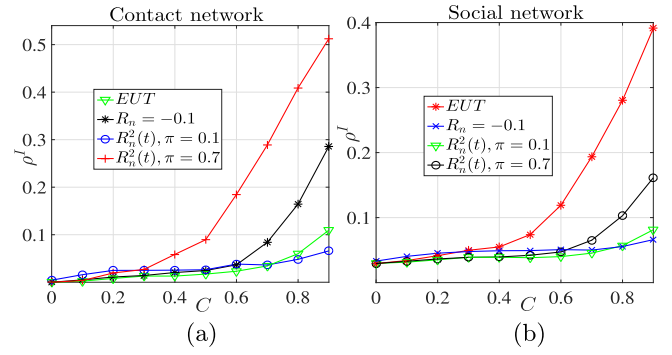 Contact network
0.5
0.4
0.3
0.2
0.1
ρ^I
EUT
R_n = −0.1
R_n^2(t), π = 0.1
R_n^2(t), π = 0.7
0 0.2 0.4 0.6 0.8
C
(a)
Social network
0.4
0.3
0.2
0.1
0
ρ^I
EUT
R_n = −0.1
R_n^2(t), π = 0.1
R_n^2(t), π = 0.7
0 0.2 0.4 0.6 0.8
C
(b)